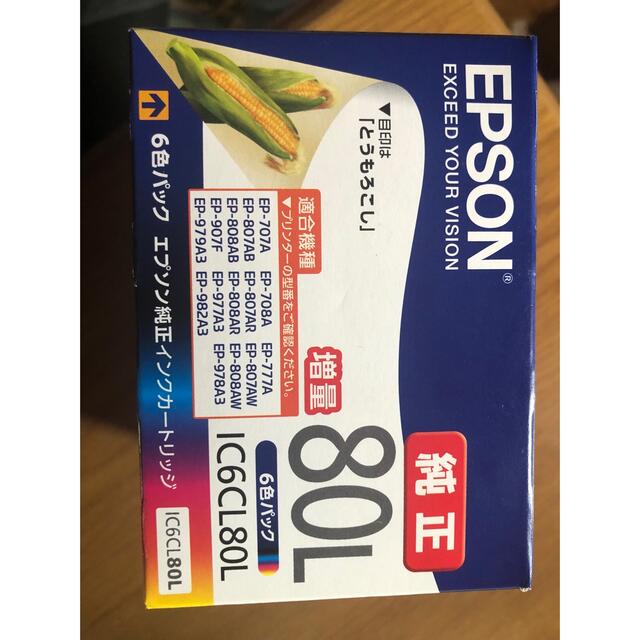 EPSON®
EXCEED YOUR VISION
純正
▼目印は
「とうもろこし」
増量
80L
6色パック
IC6CL80L
適合機種
▼プリンターの型番をご確認ください。
EP-707A EP-708A EP-777A
EP-807AB EP-807AR EP-807AW
EP-808AB EP-808AR EP-808AW
EP-907F EP-977A3 EP-978A3
EP-979A3 EP-982A3
6色パック エプソン純正インクカートリッジ
IC6CL80L